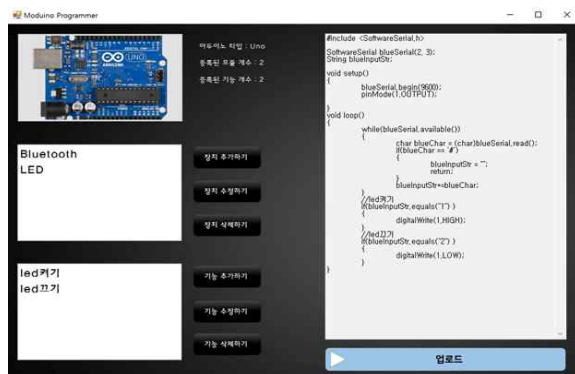 Moduino Programmer
아두이노 타입 : Uno
등록된 모듈 개수 : 2
등록된 기능 개수 : 2
UNO
ARDUINO
Bluetooth
LED
장치 추가하기
장치 수정하기
장치 삭제하기
led켜기
led끄기
기능 추가하기
기능 수정하기
기능 삭제하기
#include <SoftwareSerial.h>
SoftwareSerial blueSerial(2, 3);
String blueInputStr;
void setup()
{
blueSerial.begin(9600);
pinMode(1,OUTPUT);
}
void loop()
{
while(blueSerial.available())
{
char blueChar = (char)blueSerial.read();
if(blueChar == '#')
{
blueInputStr = "";
return;
}
blueInputStr+=blueChar;
}
//led켜기
if(blueInputStr.equals("1") )
{
digitalWrite(1,HIGH);
}
//led끄기
if(blueInputStr.equals("2") )
{
digitalWrite(1,LOW);
}
}
업로드